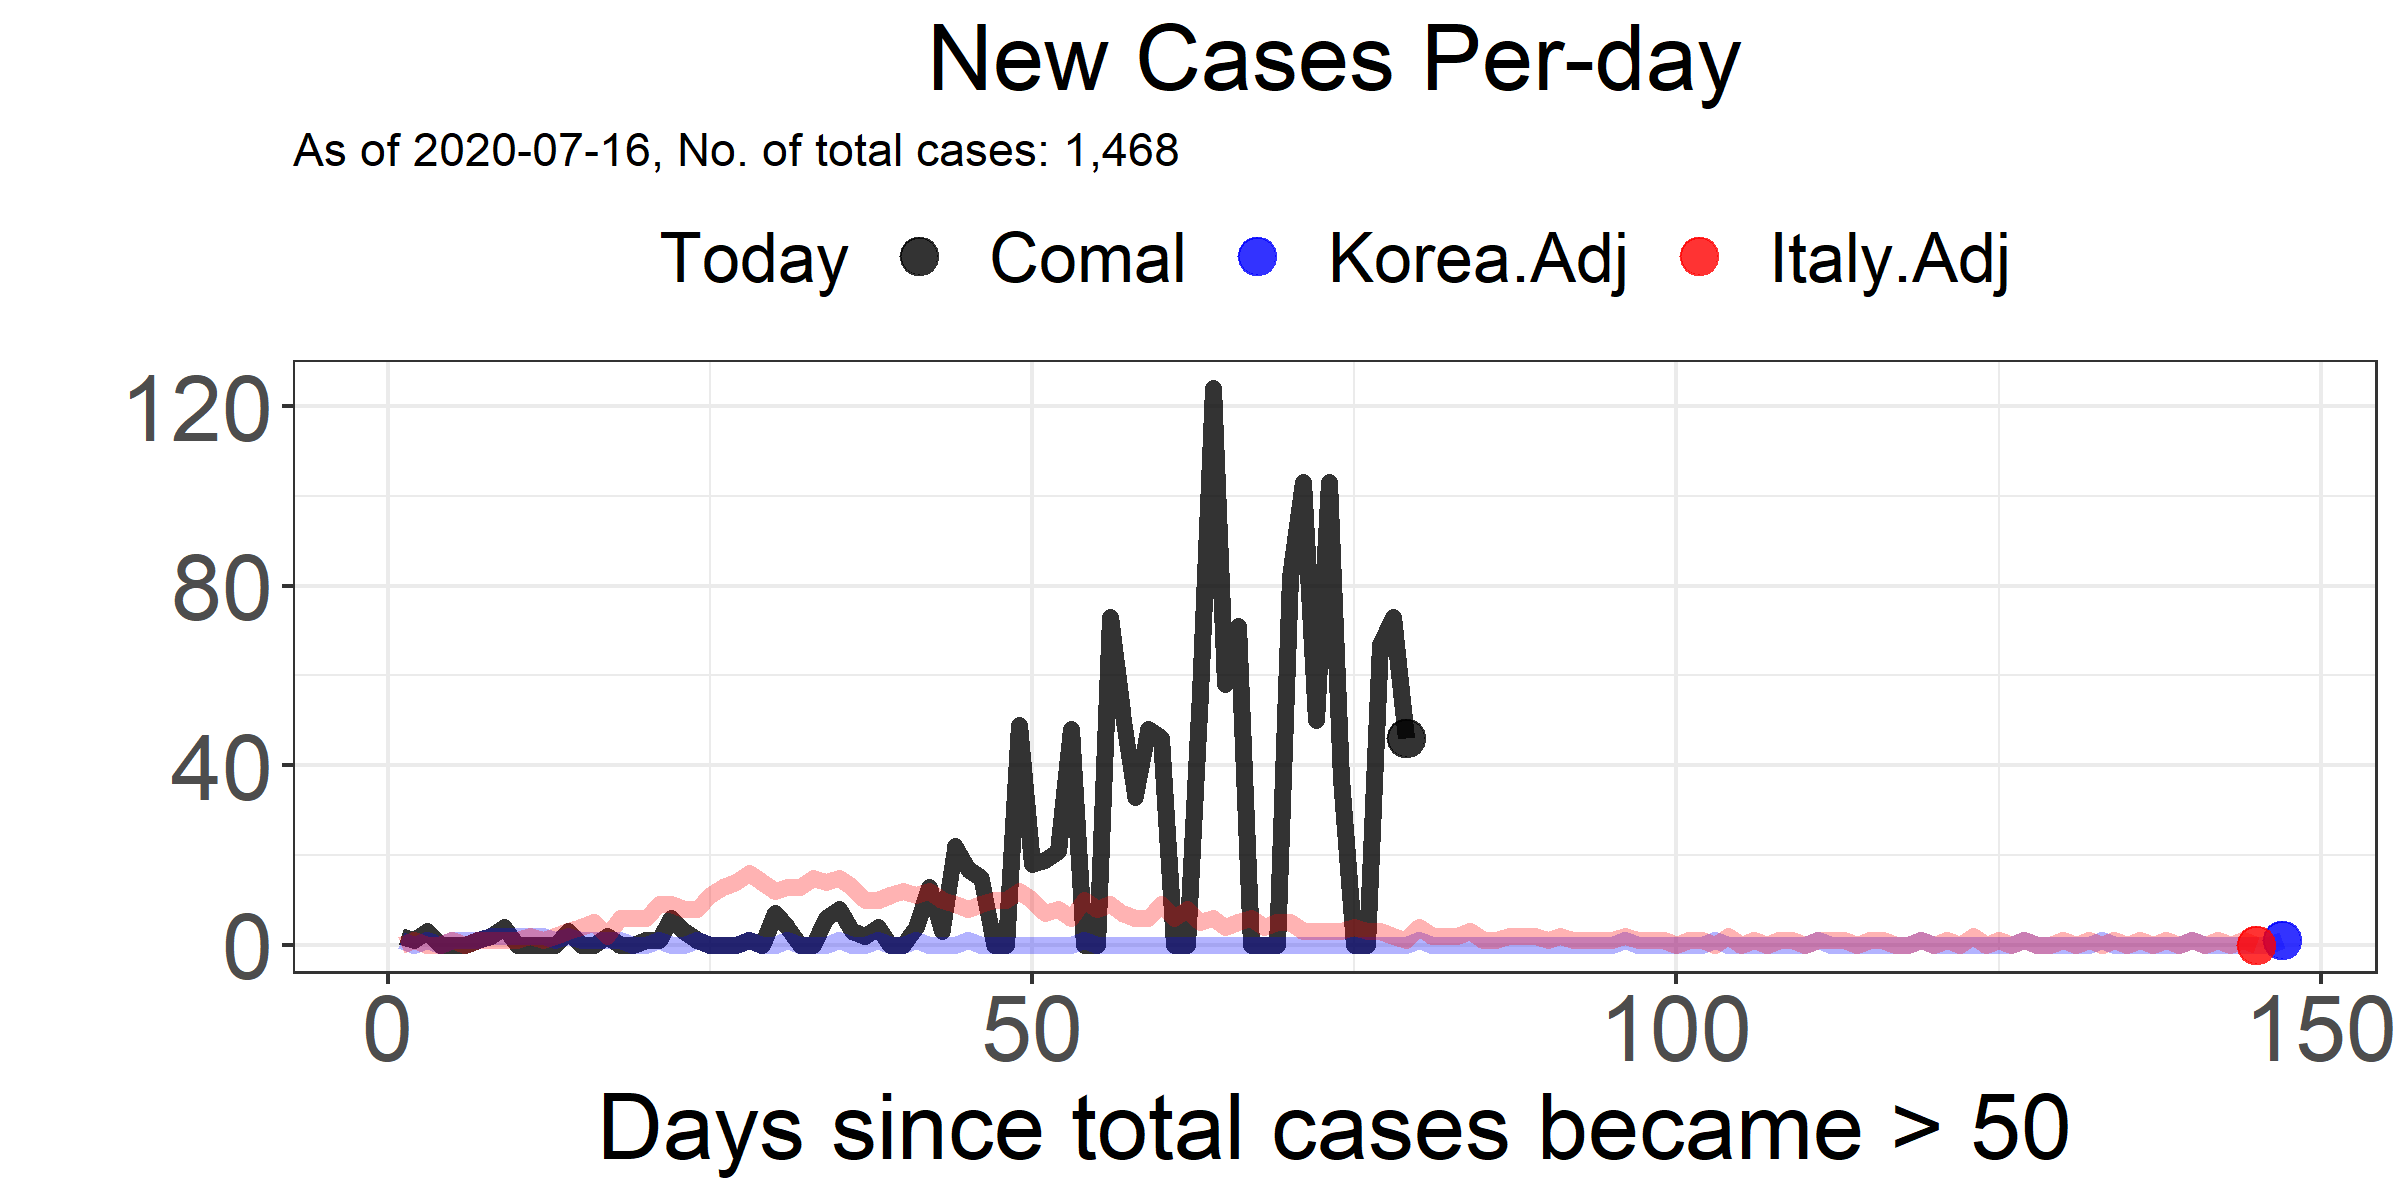 New Cases Per-day
As of 2020-07-16, No. of total cases: 1,468
Today Comal Korea.Adj Italy.Adj
120
80
40
0
0 50 100 150
Days since total cases became > 50